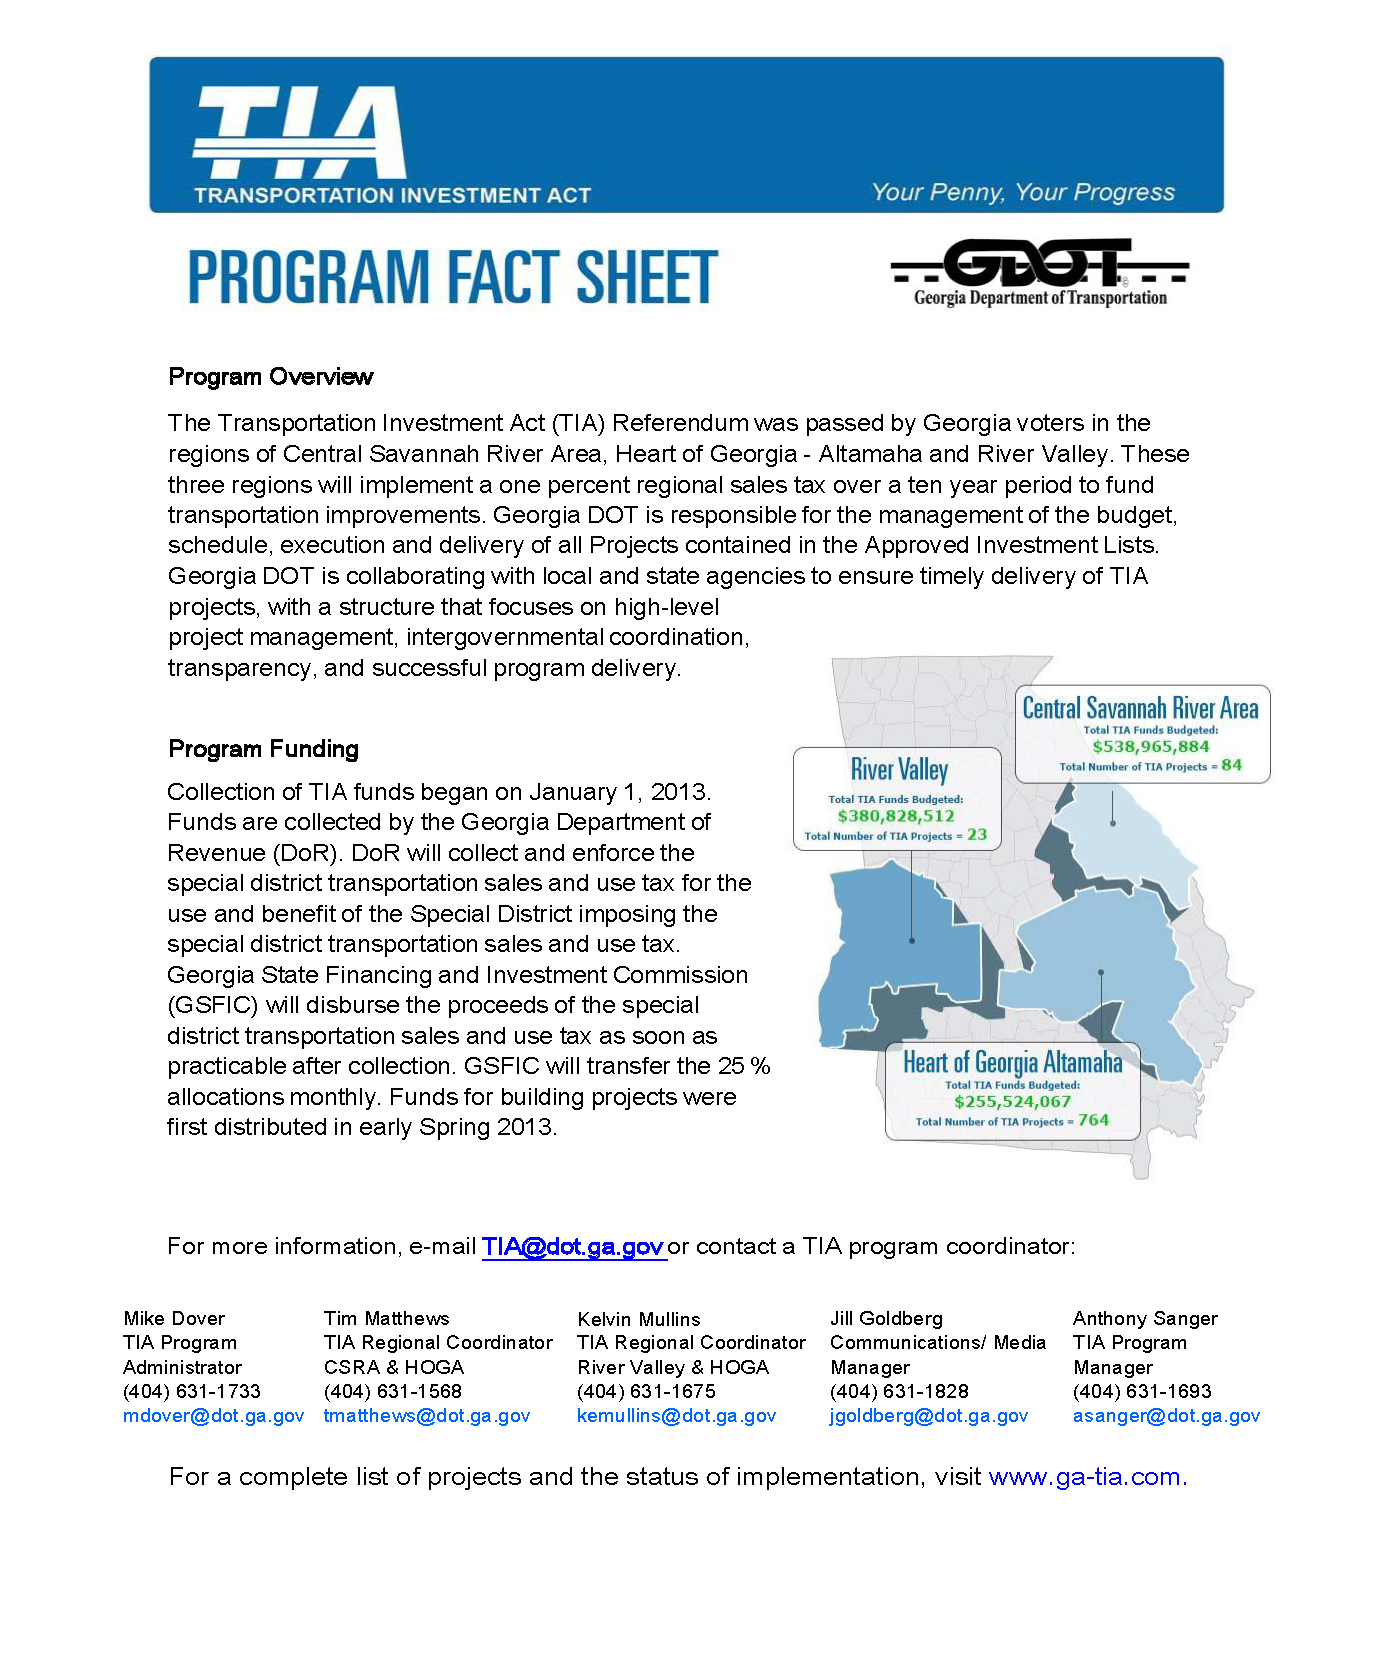 TIA
TRANSPORTATION INVESTMENT ACT
Your Penny, Your Progress
PROGRAM FACT SHEET
GDOT
Georgia Department of Transportation
Program Overview
The Transportation Investment Act (TIA) Referendum was passed by Georgia voters in the
regions of Central Savannah River Area, Heart of Georgia - Altamaha and River Valley. These
three regions will implement a one percent regional sales tax over a ten year period to fund
transportation improvements. Georgia DOT is responsible for the management of the budget,
schedule, execution and delivery of all Projects contained in the Approved Investment Lists.
Georgia DOT is collaborating with local and state agencies to ensure timely delivery of TIA
projects, with a structure that focuses on high-level
project management, intergovernmental coordination,
transparency, and successful program delivery.
Program Funding
Collection of TIA funds began on January 1, 2013.
Funds are collected by the Georgia Department of
Revenue (DoR). DoR will collect and enforce the
special district transportation sales and use tax for the
use and benefit of the Special District imposing the
special district transportation sales and use tax.
Georgia State Financing and Investment Commission
(GSFIC) will disburse the proceeds of the special
district transportation sales and use tax as soon as
practicable after collection. GSFIC will transfer the 25 %
allocations monthly. Funds for building projects were
first distributed in early Spring 2013.
Central Savannah River Area
Total TIA Funds Budgeted:
$538,965,884
Total Number of TIA Projects = 84
River Valley
Total TIA Funds Budgeted:
$380,828,512
Total Number of TIA Projects = 23
Heart of Georgia Altamaha
Total TIA Funds Budgeted:
$255,524,067
Total Number of TIA Projects = 764
For more information, e-mail TIA@dot.ga.gov or contact a TIA program coordinator:
Mike Dover
TIA Program
Administrator
(404) 631-1733
mdover@dot.ga.gov
Tim Matthews
TIA Regional Coordinator
CSRA & HOGA
(404) 631-1568
tmatthews@dot.ga.gov
Kelvin Mullins
TIA Regional Coordinator
River Valley & HOGA
(404) 631-1675
kemullins@dot.ga.gov
Jill Goldberg
Communications/ Media
Manager
(404) 631-1828
jgoldberg@dot.ga.gov
Anthony Sanger
TIA Program
Manager
(404) 631-1693
asanger@dot.ga.gov
For a complete list of projects and the status of implementation, visit www.ga-tia.com.